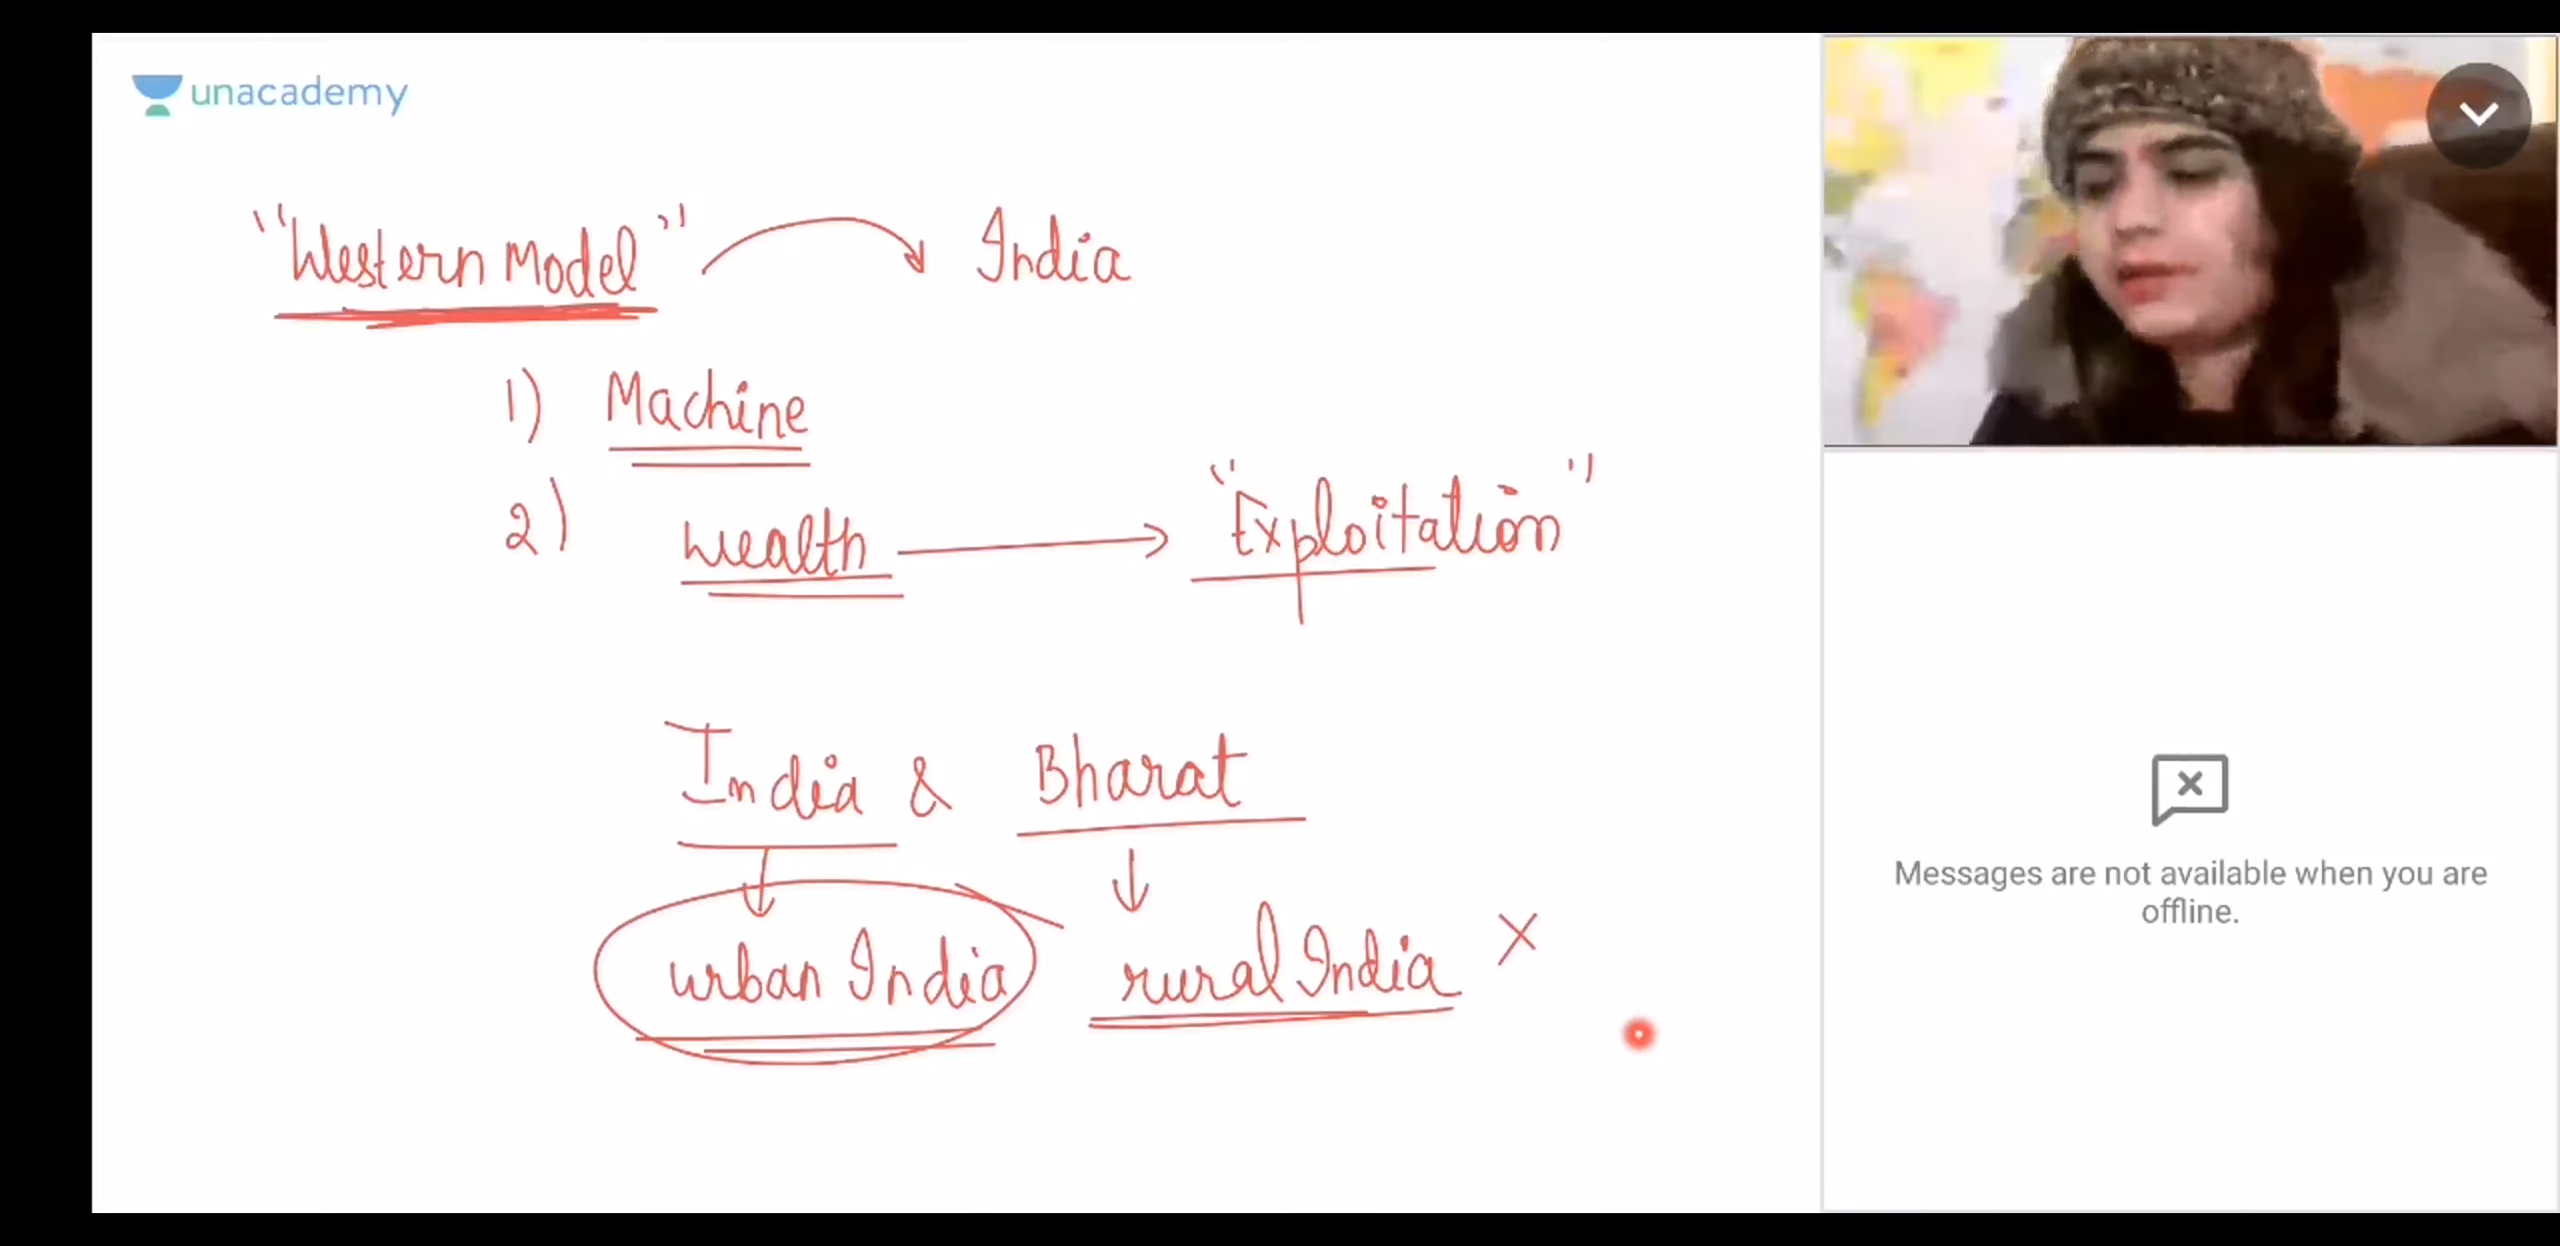 unacademy
"Western Model" India
1) Machine
2) wealth "Exploitation"
India & Bharat
urban India rural India X
Messages are not available when you are
offline.